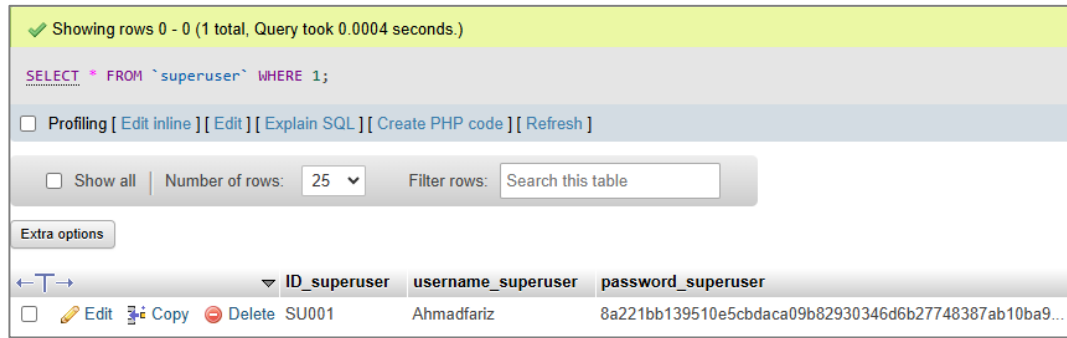 Showing rows 0 - 0 (1 total, Query took 0.0004 seconds.)
SELECT * FROM `superuser` WHERE 1;
Profiling [ Edit inline ] [ Edit ] [ Explain SQL ] [ Create PHP code ] [ Refresh ]
Show all | Number of rows: 25 Filter rows: Search this table
Extra options
ID_superuser username_superuser password_superuser
Edit Copy Delete SU001 Ahmadfariz 8a221bb139510e5cbdaca09b82930346d6b27748387ab10ba9...